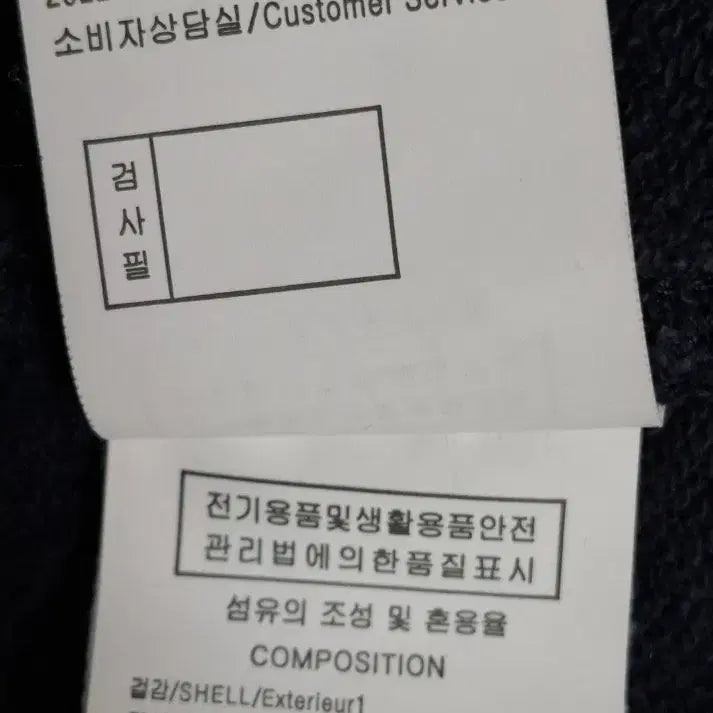 소비자상담실/Customer Service
검
사
필
전기용품및생활용품안전
관리법에의한품질표시
섬유의 조성 및 혼용율
COMPOSITION
겉감/SHELL/Exterieur1